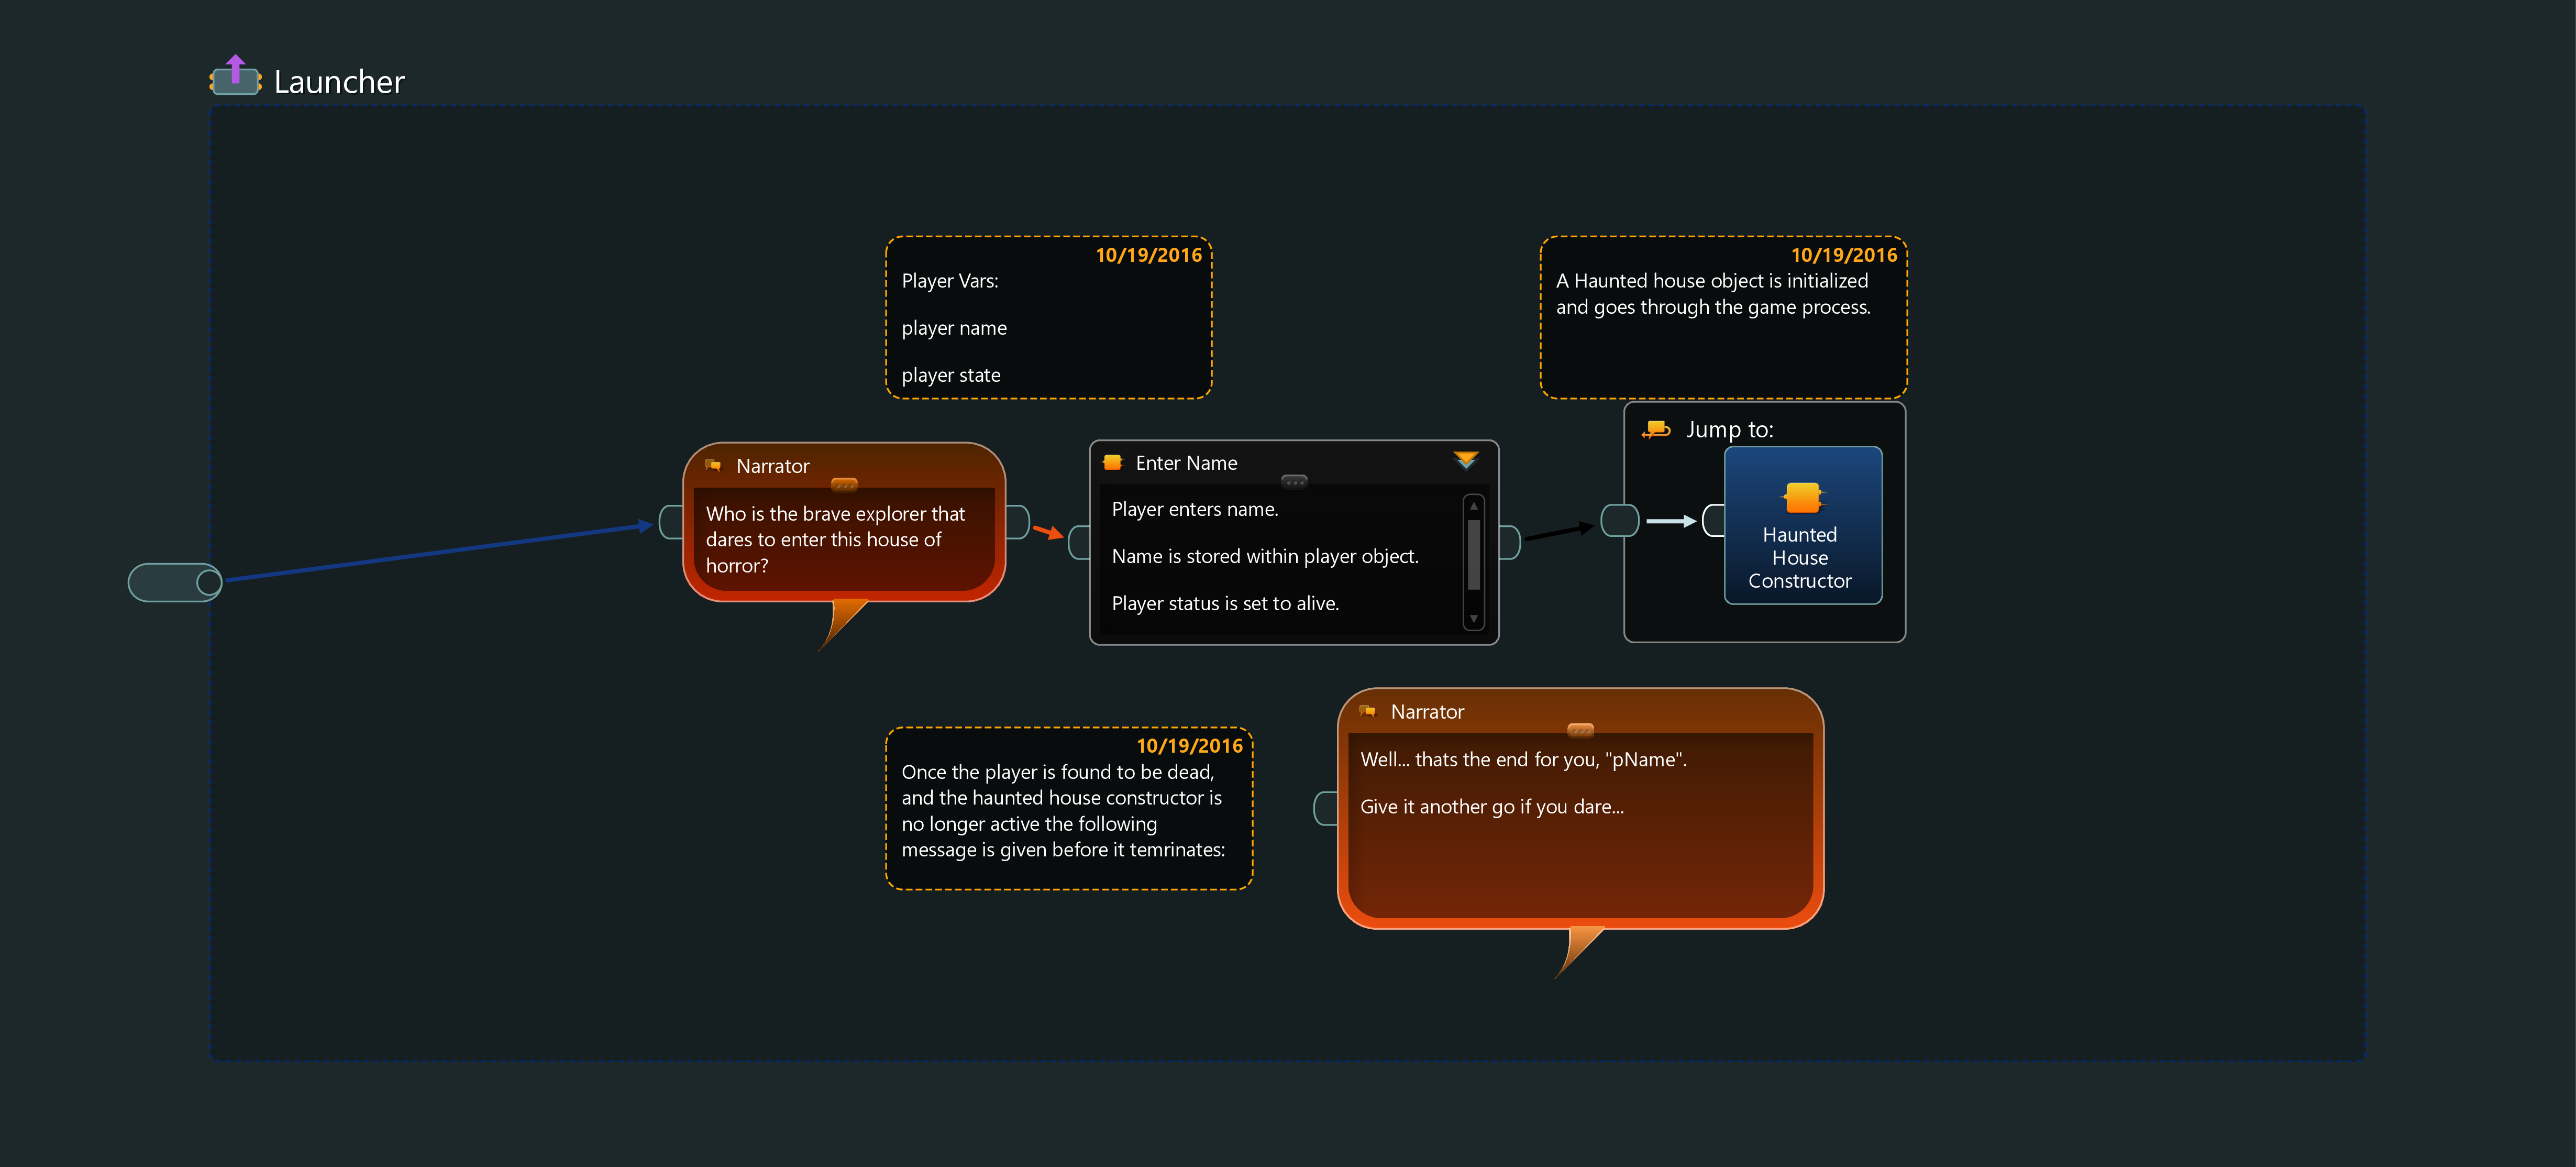 Launcher
10/19/2016
Player Vars:
player name
player state
10/19/2016
A Haunted house object is initialized
and goes through the game process.
Narrator
Who is the brave explorer that
dares to enter this house of
horror?
Enter Name
Player enters name.
Name is stored within player object.
Player status is set to alive.
Jump to:
Haunted
House
Constructor
10/19/2016
Once the player is found to be dead,
and the haunted house constructor is
no longer active the following
message is given before it temrinates:
Narrator
Well... thats the end for you, "pName".
Give it another go if you dare...